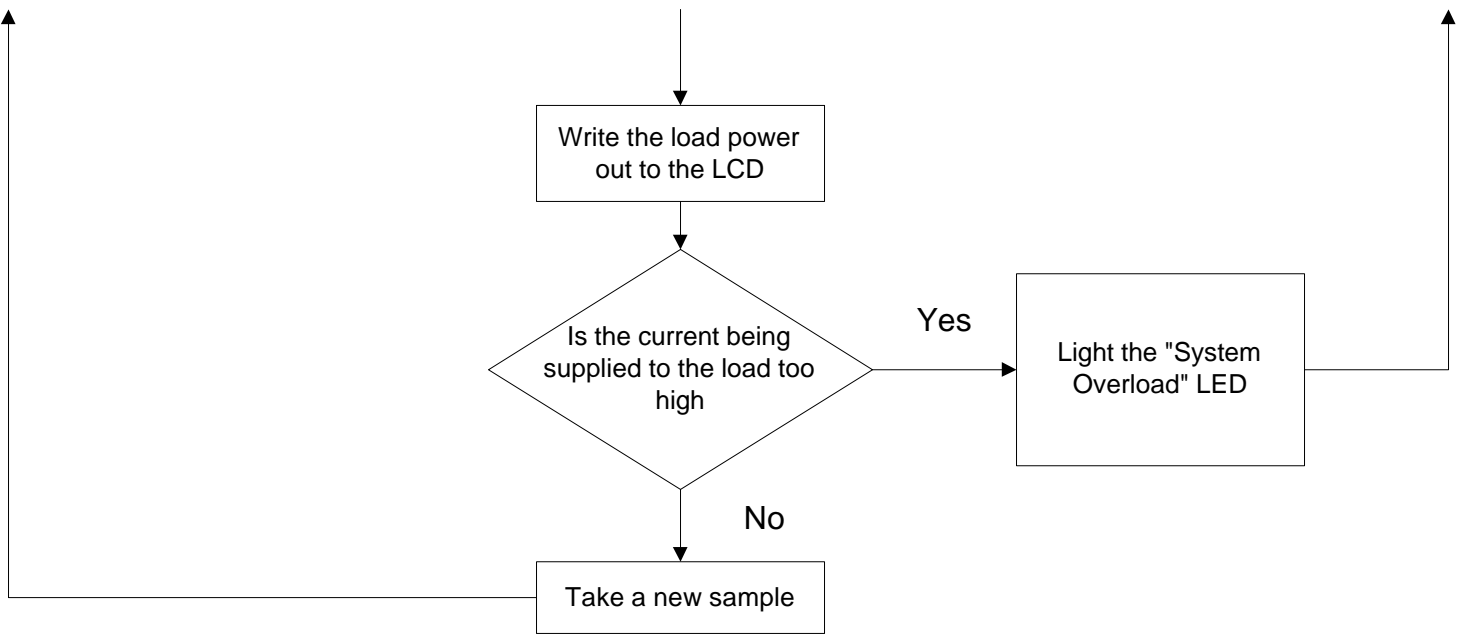 Write the load power
out to the LCD
Is the current being
supplied to the load too
high
Yes
Light the "System
Overload" LED
No
Take a new sample